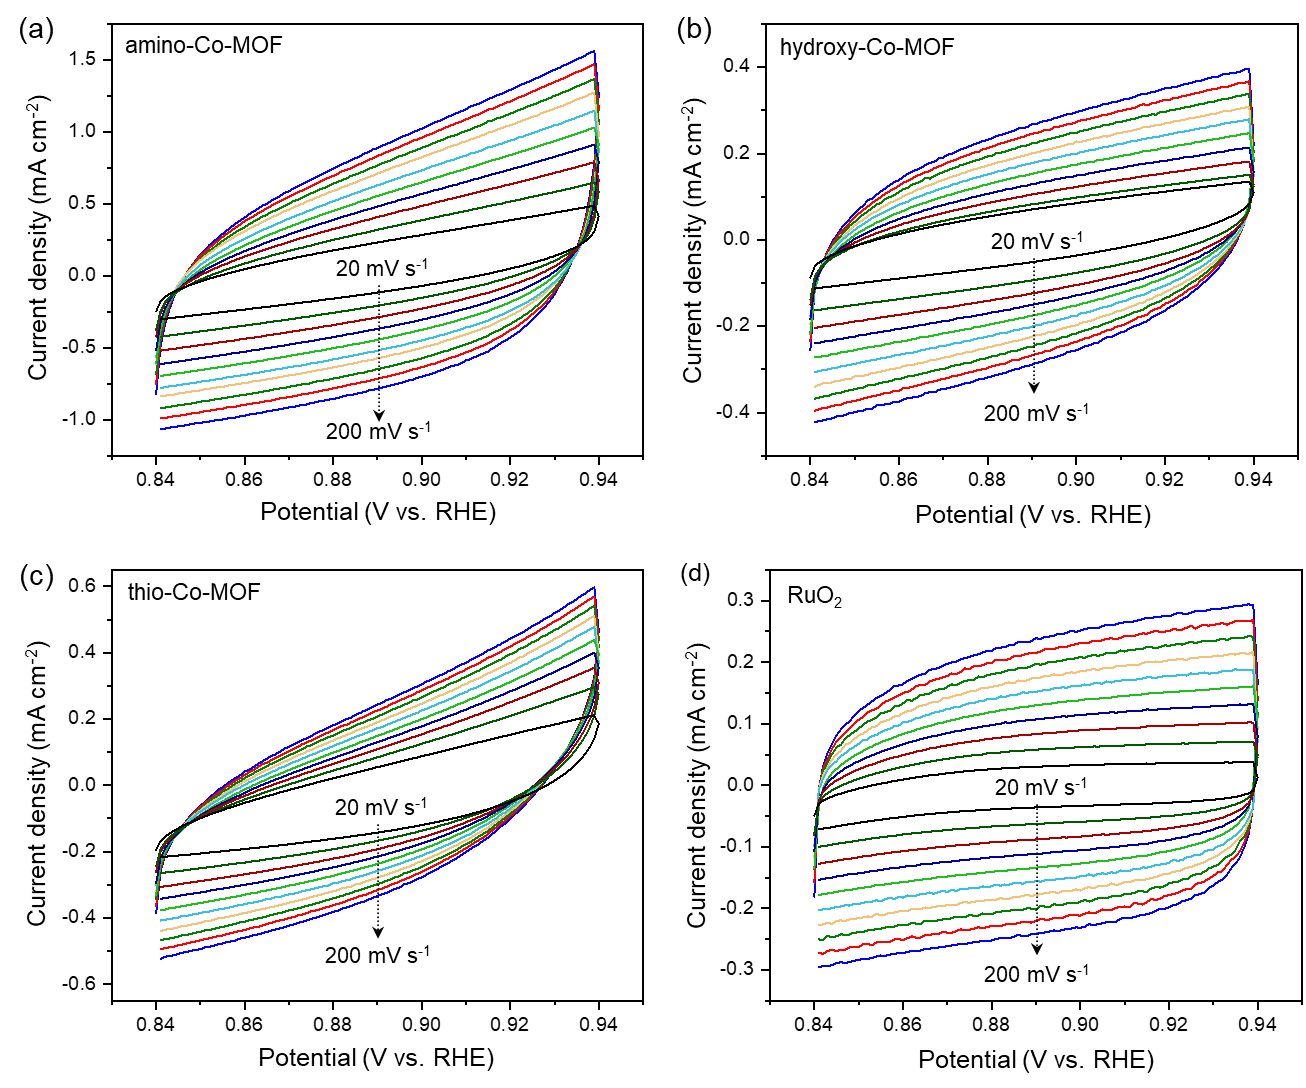 (a)
amino-Co-MOF
1.5
1.0
0.5
0.0
-0.5
-1.0
Current density (mA cm-2)
20 mV s-1
200 mV s-1
0.84 0.86 0.88 0.90 0.92 0.94
Potential (V vs. RHE)
(b)
hydroxy-Co-MOF
0.4
0.2
0.0
-0.2
-0.4
Current density (mA cm-2)
20 mV s-1
200 mV s-1
0.84 0.86 0.88 0.90 0.92 0.94
Potential (V vs. RHE)
(c)
thio-Co-MOF
0.6
0.4
0.2
0.0
-0.2
-0.4
-0.6
Current density (mA cm-2)
20 mV s-1
200 mV s-1
0.84 0.86 0.88 0.90 0.92 0.94
Potential (V vs. RHE)
(d)
RuO2
0.3
0.2
0.1
0.0
-0.1
-0.2
-0.3
Current density (mA cm-2)
20 mV s-1
200 mV s-1
0.84 0.86 0.88 0.90 0.92 0.94
Potential (V vs. RHE)